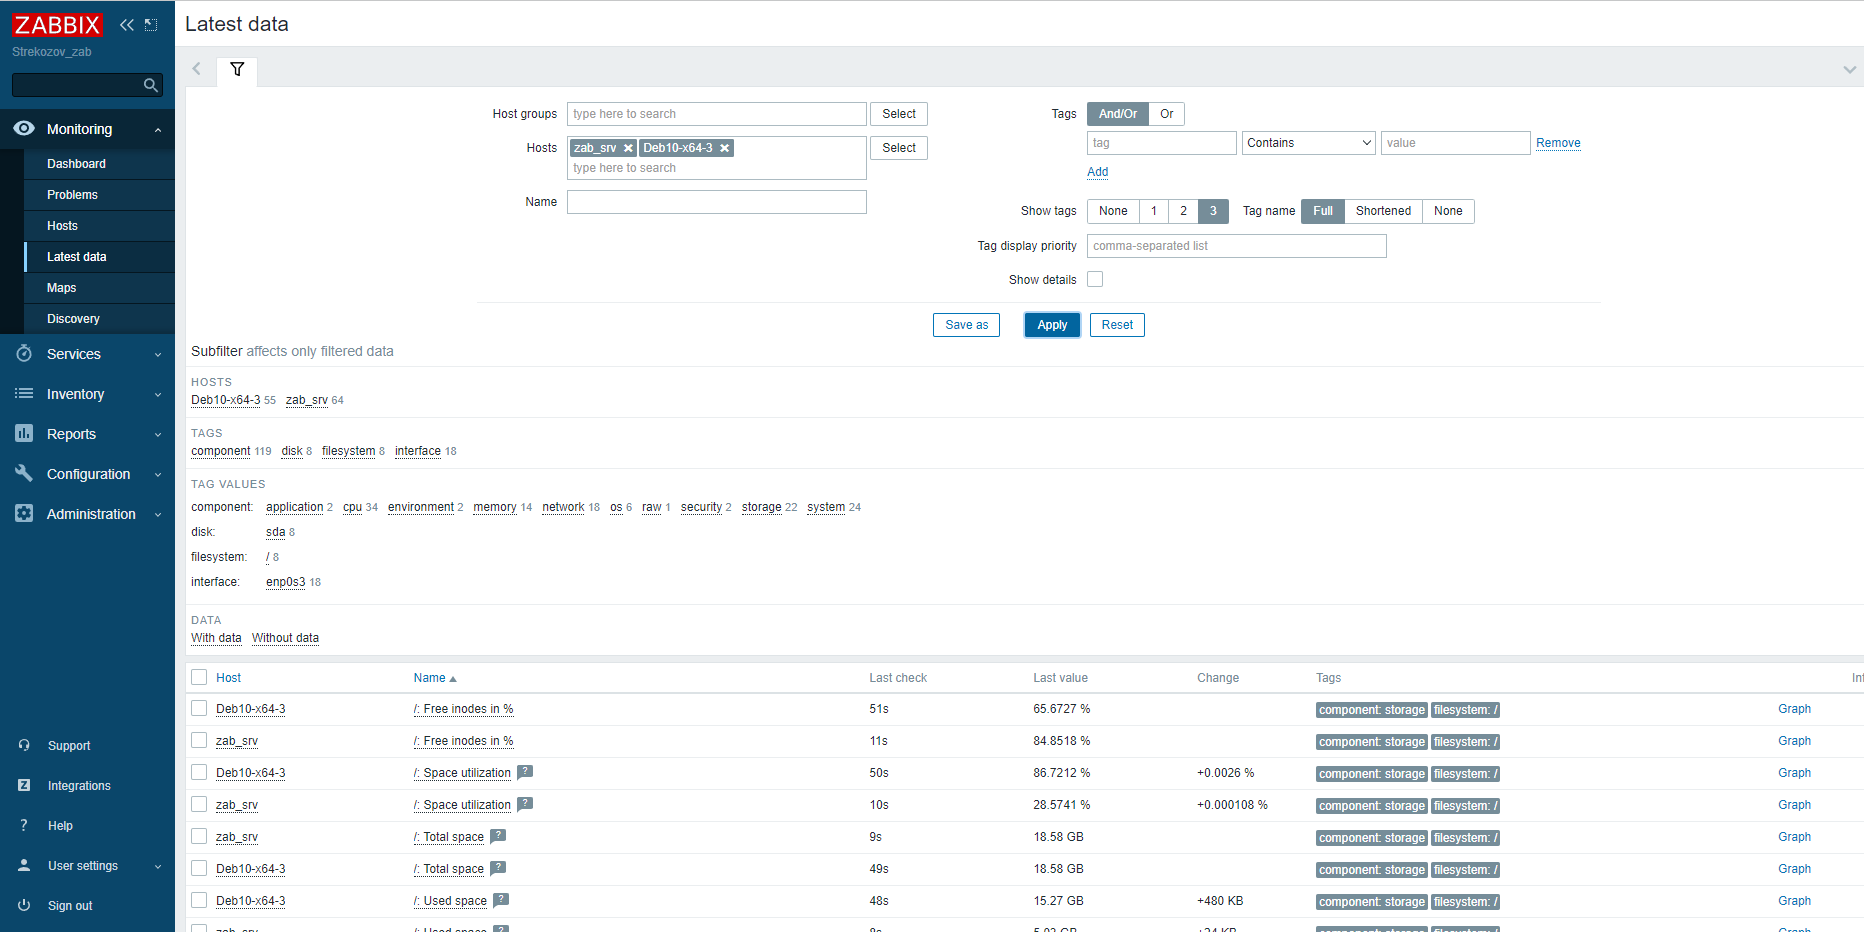 ZABBIX
Strekozov_zab
Monitoring
Dashboard
Problems
Hosts
Latest data
Maps
Discovery
Services
Inventory
Reports
Configuration
Administration
Support
Integrations
Help
User settings
Sign out
Latest data
Host groups type here to search Select
Hosts zab_srv Deb10-x64-3 Select
type here to search
Name
Tags And/Or Or
tag Contains value Remove
Add
Show tags None 1 2 3 Tag name Full Shortened None
Tag display priority comma-separated list
Show details
Save as Apply Reset
Subfilter affects only filtered data
HOSTS
Deb10-x64-3 55 zab_srv 64
TAGS
component 119 disk 8 filesystem 8 interface 18
TAG VALUES
component: application 2 cpu 34 environment 2 memory 14 network 18 os 6 raw 1 security 2 storage 22 system 24
disk: sda 8
filesystem: / 8
interface: enp0s3 18
DATA
With data Without data
Host Name Last check Last value Change Tags
Deb10-x64-3 /: Free inodes in % 51s 65.6727 % component: storage filesystem: / Graph
zab_srv /: Free inodes in % 11s 84.8518 % component: storage filesystem: / Graph
Deb10-x64-3 /: Space utilization ? 50s 86.7212 % +0.0026 % component: storage filesystem: / Graph
zab_srv /: Space utilization ? 10s 28.5741 % +0.000108 % component: storage filesystem: / Graph
zab_srv /: Total space ? 9s 18.58 GB component: storage filesystem: / Graph
Deb10-x64-3 /: Total space ? 49s 18.58 GB component: storage filesystem: / Graph
Deb10-x64-3 /: Used space ? 48s 15.27 GB +480 KB component: storage filesystem: / Graph